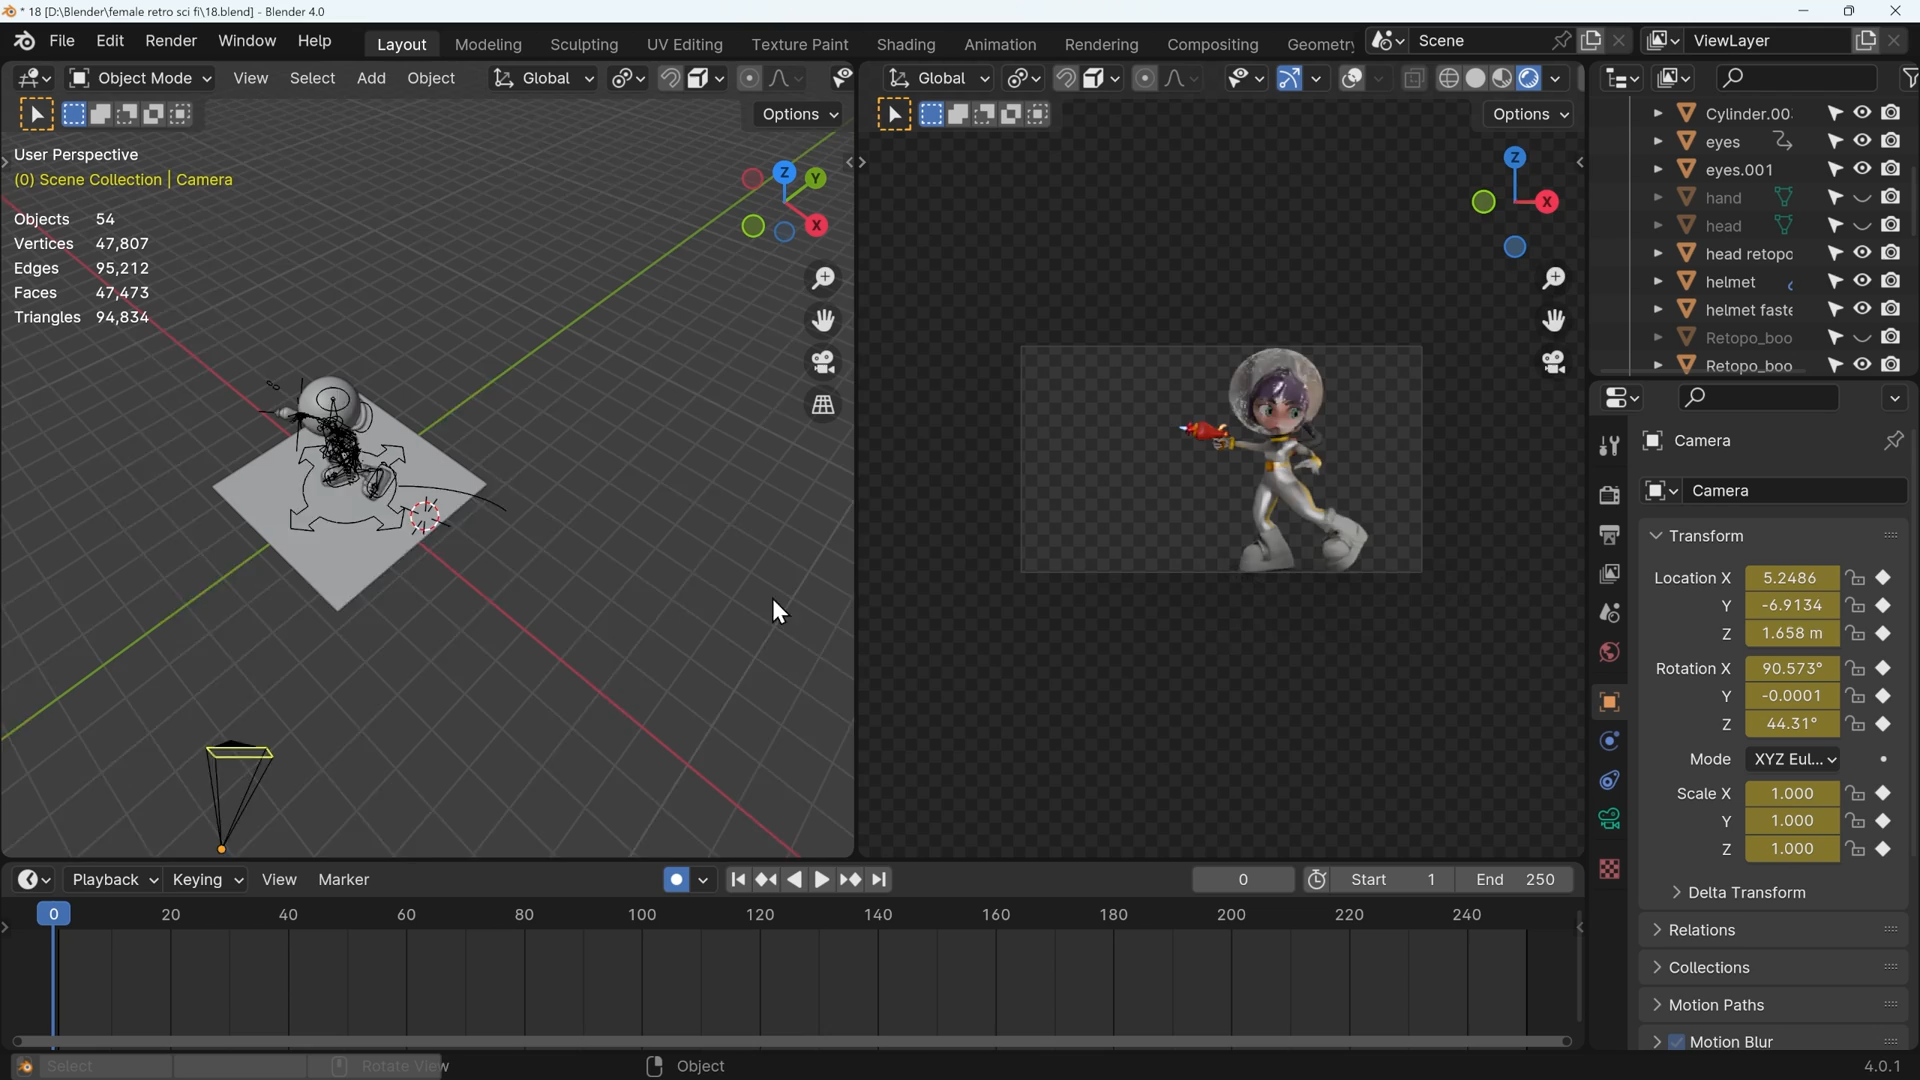 * 18 [D:\Blender\female retro sci fi\18.blend] - Blender 4.0
File Edit Render Window Help Layout Modeling Sculpting UV Editing Texture Paint Shading Animation Rendering Compositing Geometry Scene ViewLayer
Object Mode View Select Add Object Global Global
Options Options
User Perspective
(0) Scene Collection | Camera
Objects 54
Vertices 47,807
Edges 95,212
Faces 47,473
Triangles 94,834
Z Y X
Z X
Cylinder.00
eyes
eyes.001
hand
head
head retopo
helmet
helmet faste
Retopo_boo
Retopo_boo
Camera
Camera
Transform
Location X 5.2486
Y -6.9134
Z 1.658 m
Rotation X 90.573°
Y -0.0001
Z 44.31°
Mode XYZ Eul...
Scale X 1.000
Y 1.000
Z 1.000
Delta Transform
Relations
Collections
Motion Paths
Motion Blur
Playback Keying View Marker 0 Start 1 End 250
0 20 40 60 80 100 120 140 160 180 200 220 240
Select Rotate View Object 4.0.1